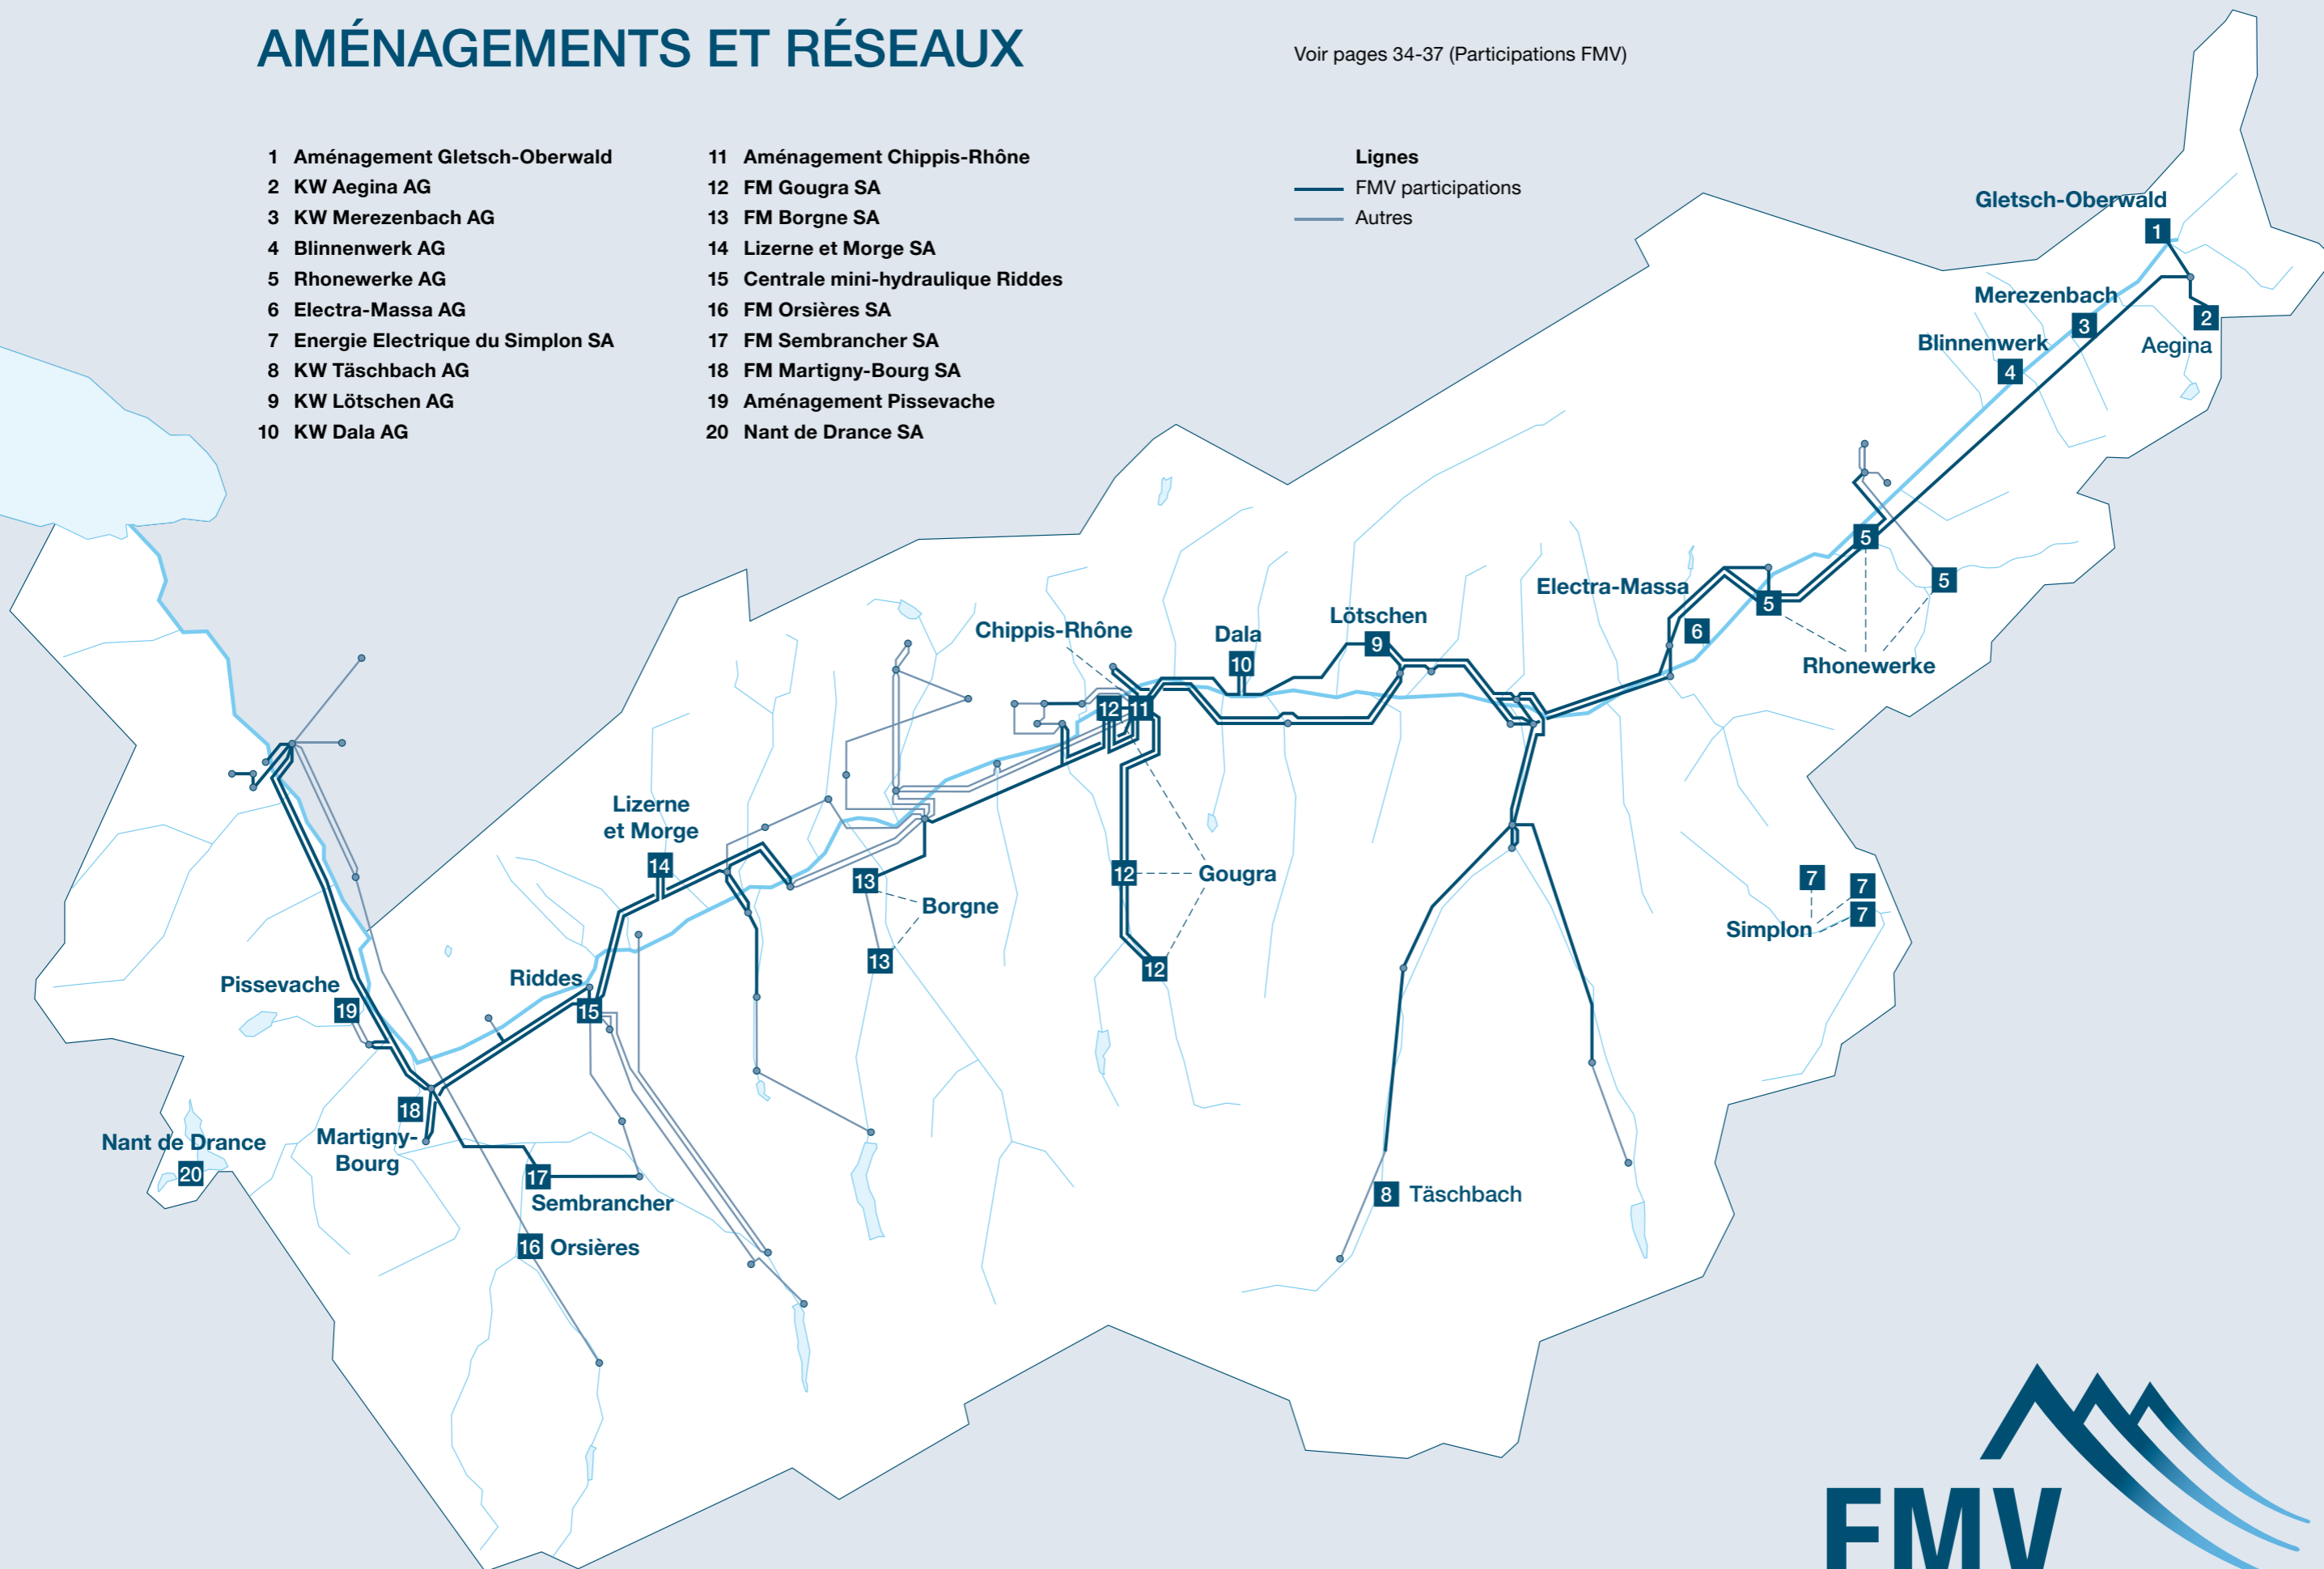 AMÉNAGEMENTS ET RÉSEAUX
Voir pages 34-37 (Participations FMV)
1 Aménagement Gletsch-Oberwald
2 KW Aegina AG
3 KW Merezenbach AG
4 Blinnenwerk AG
5 Rhonewerke AG
6 Electra-Massa AG
7 Energie Electrique du Simplon SA
8 KW Täschbach AG
9 KW Lötschen AG
10 KW Dala AG
11 Aménagement Chippis-Rhône
12 FM Gougra SA
13 FM Borgne SA
14 Lizerne et Morge SA
15 Centrale mini-hydraulique Riddes
16 FM Orsières SA
17 FM Sembrancher SA
18 FM Martigny-Bourg SA
19 Aménagement Pissevache
20 Nant de Drance SA
Lignes
FMV participations
Autres
Gletsch-Oberwald
1
Merezenbach
3
2
Aegina
Blinnenwerk
4
5
5
5
Rhonewerke
Electra-Massa
6
Lötschen
9
Dala
10
Chippis-Rhône
12
11
12
Gougra
12
Lizerne
et Morge
14
13
Borgne
13
7
7
7
Simplon
Riddes
15
Pissevache
19
18
Martigny-
Bourg
Nant de Drance
20
17
Sembrancher
16
Orsières
8
Täschbach
FMV